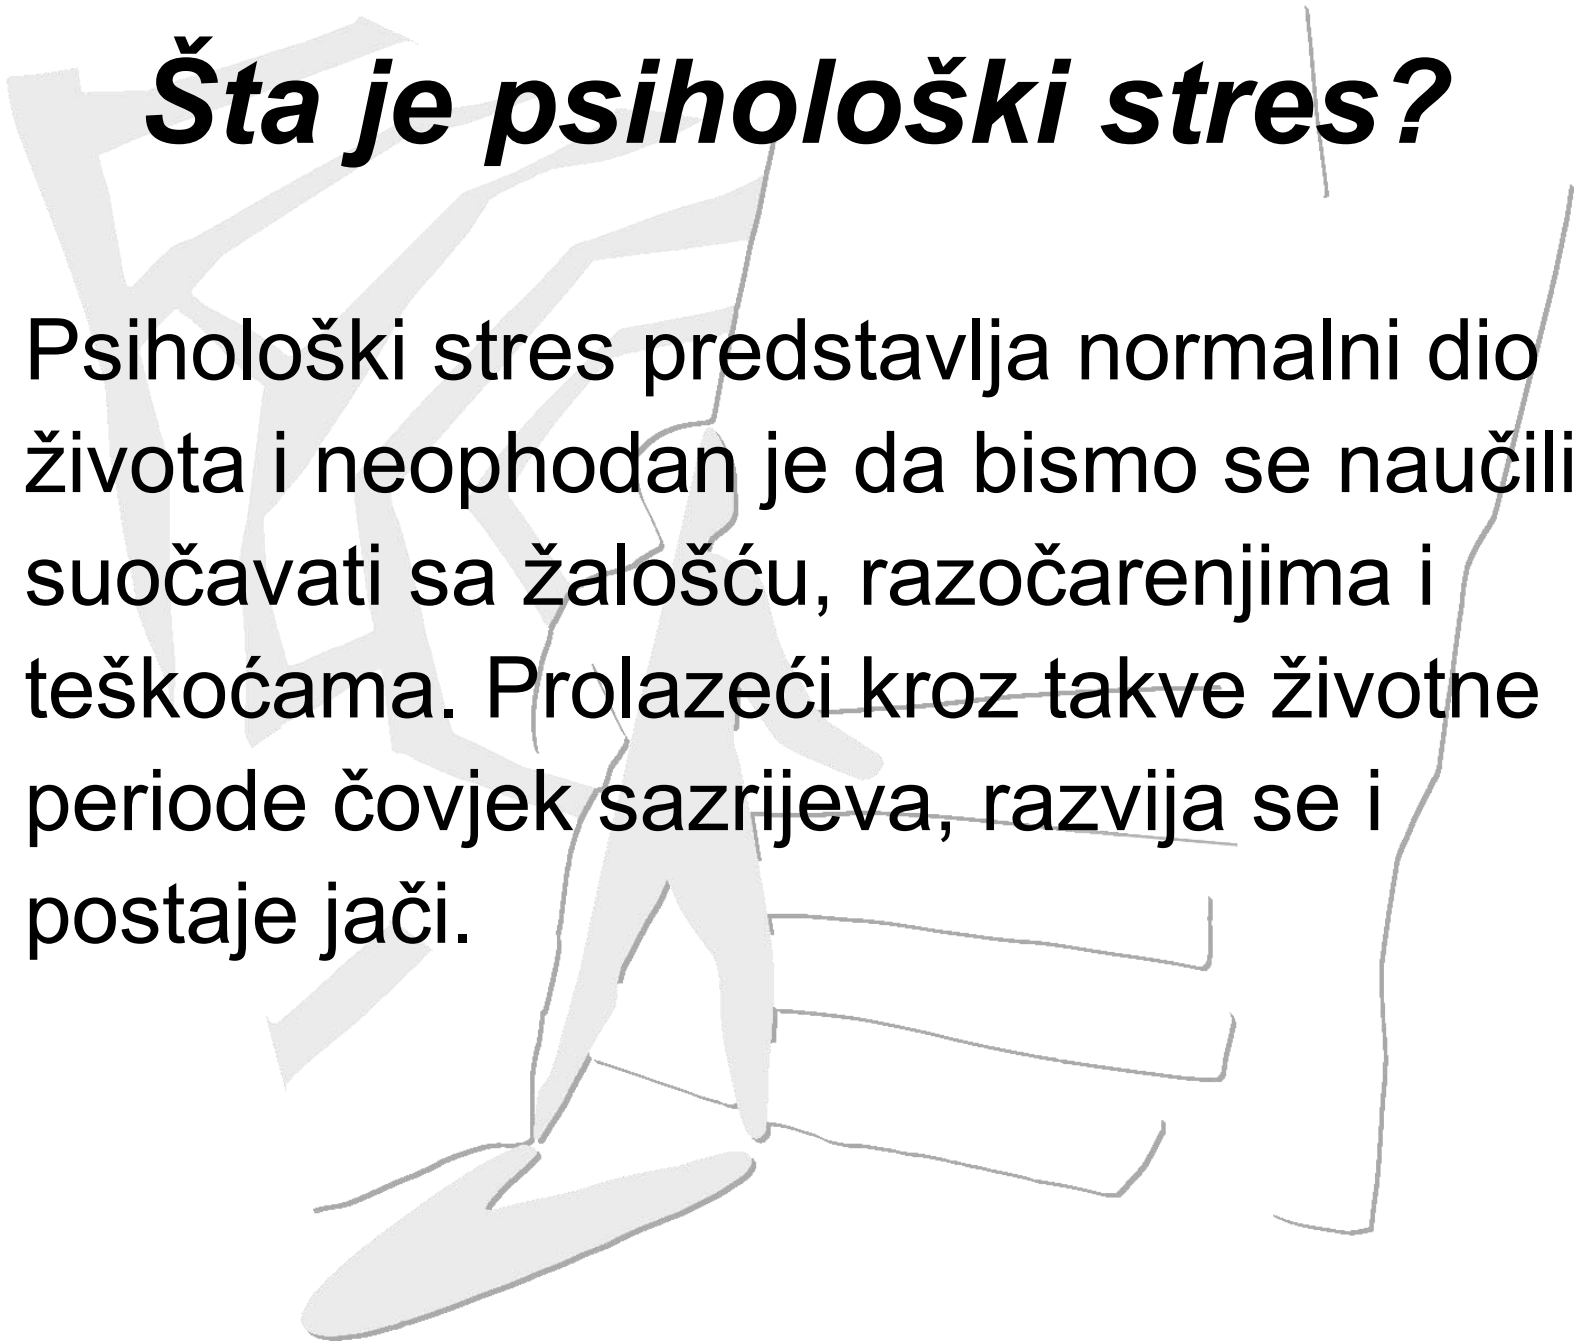 Šta je psihološki stres?
Psihološki stres predstavlja normalni dio
života i neophodan je da bismo se naučili
suočavati sa žalošću, razočarenjima i
teškoćama. Prolazeći kroz takve životne
periode čovjek sazrijeva, razvija se i
postaje jači.